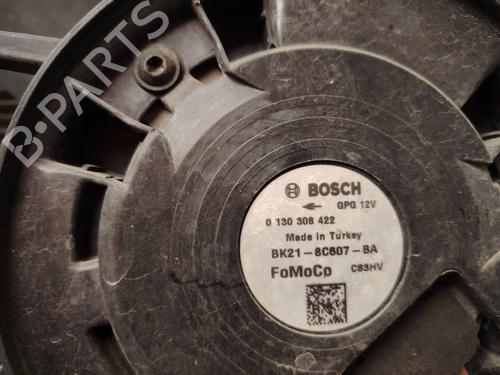 B-PARTS
BOSCH
GPG 12V
0 130 308 422
Made in Turkey
BK21-8C607-BA
FoMoCo C83HV